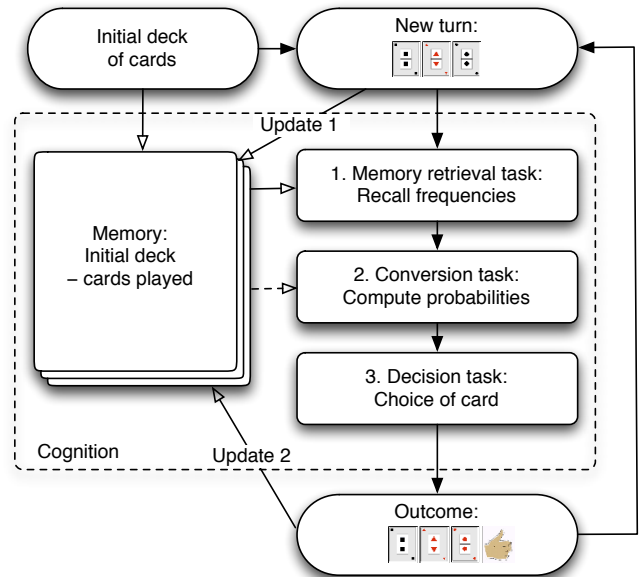 Initial deck
of cards
New turn:
Update 1
1. Memory retrieval task:
Recall frequencies
Memory:
Initial deck
– cards played
2. Conversion task:
Compute probabilities
3. Decision task:
Choice of card
Cognition
Update 2
Outcome: